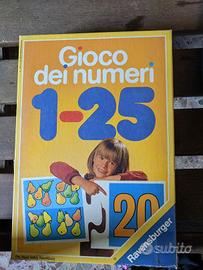 Gioco
dei numeri
1-25
20
Ravensburger
subito